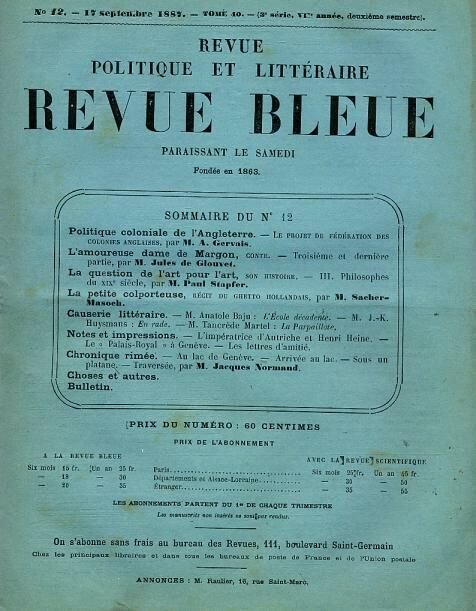 No 12. — 17 septembre 1887. — TOME 40. — (3e série, VIIe année, deuxième semestre).
REVUE
POLITIQUE ET LITTÉRAIRE
REVUE BLEUE
PARAISSANT LE SAMEDI
Fondée en 1863.
SOMMAIRE DU N° 12
Politique coloniale de l'Angleterre. — LE PROJET DE FÉDÉRATION DES
COLONIES ANGLAISES, par M. A. Gervais.
L'amoureuse dame de Margon, CONTE. — Troisième et dernière
partie, par M. Jules de Glouvet.
La question de l'art pour l'art, SON HISTOIRE. — III. Philosophes
du XIXe siècle, par M. Paul Stapfer.
La petite colporteuse, RÉCIT DU GHETTO HOLLANDAIS, par M. Sacher-
Masoch.
Causerie littéraire. — M. Anatole Baju : L'École décadente. — M. J.-K.
Huysmans : En rade. — M. Tancrède Martel : La Parpaillote.
Notes et impressions. — L'impératrice d'Autriche et Henri Heine. —
Le « Palais-Royal » à Genève. — Les lettres d'amitié.
Chronique rimée. — Au lac de Genève. — Arrivée au lac. — Sous un
platane. — Traversée, par M. Jacques Normand.
Choses et autres.
Bulletin.
PRIX DU NUMÉRO : 60 CENTIMES
PRIX DE L'ABONNEMENT
A LA REVUE BLEUE AVEC LA REVUE SCIENTIFIQUE
Six mois 15 fr. Un an 25 fr. Paris Six mois 25 fr. Un an 45 fr.
— 18 — 30 Départements et Alsace-Lorraine — 30 — 50
— 20 — 35 Étranger — 35 — 55
LES ABONNEMENTS PARTENT DU 1er DE CHAQUE TRIMESTRE
Les manuscrits non insérés ne sont pas rendus.
On s'abonne sans frais au bureau des Revues, 111, boulevard Saint-Germain
Chez les principaux libraires et dans tous les bureaux de poste de France et de l'Union postale
ANNONCES : M. Raulier, 16, rue Saint-Marc.